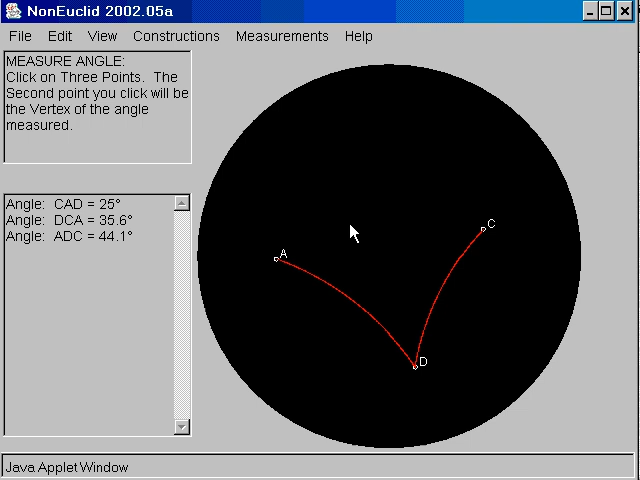 NonEuclid 2002.05a
File Edit View Constructions Measurements Help
MEASURE ANGLE:
Click on Three Points. The
Second point you click will be
the Vertex of the angle
measured.
Angle: CAD = 25°
Angle: DCA = 35.6°
Angle: ADC = 44.1°
C
A
D
Java Applet Window